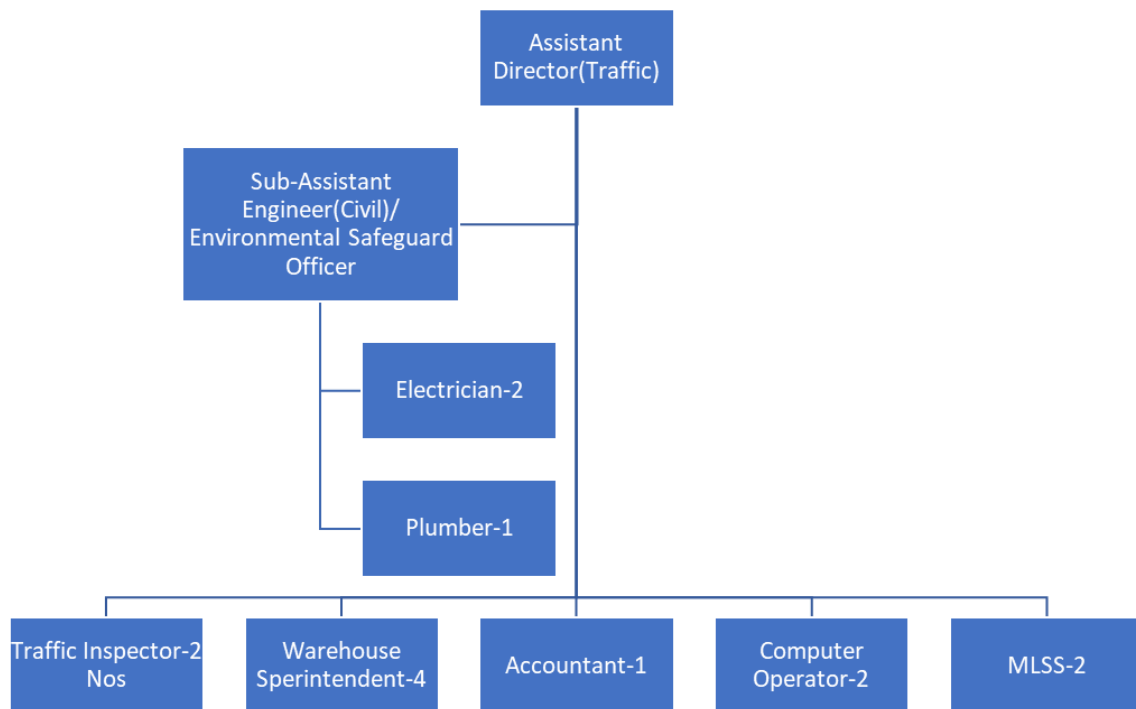 Assistant
Director(Traffic)
Sub-Assistant
Engineer(Civil)/
Environmental Safeguard
Officer
Electrician-2
Plumber-1
Traffic Inspector-2
Nos
Warehouse
Sperintendent-4
Accountant-1
Computer
Operator-2
MLSS-2